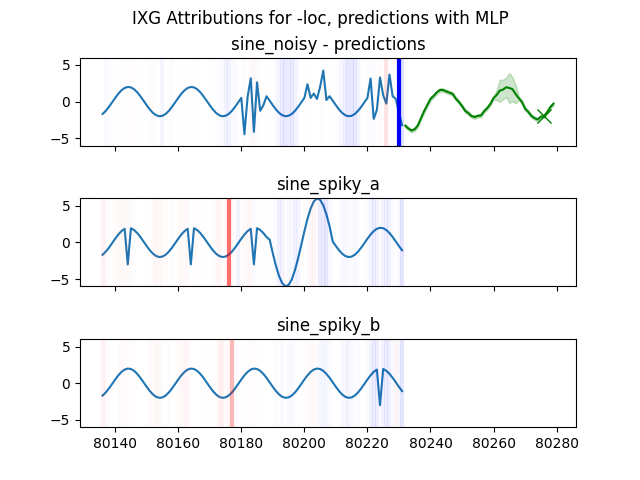 IXG Attributions for -loc, predictions with MLP
sine_noisy - predictions
5
0
−5
sine_spiky_a
5
0
−5
sine_spiky_b
5
0
−5
80140 80160 80180 80200 80220 80240 80260 80280